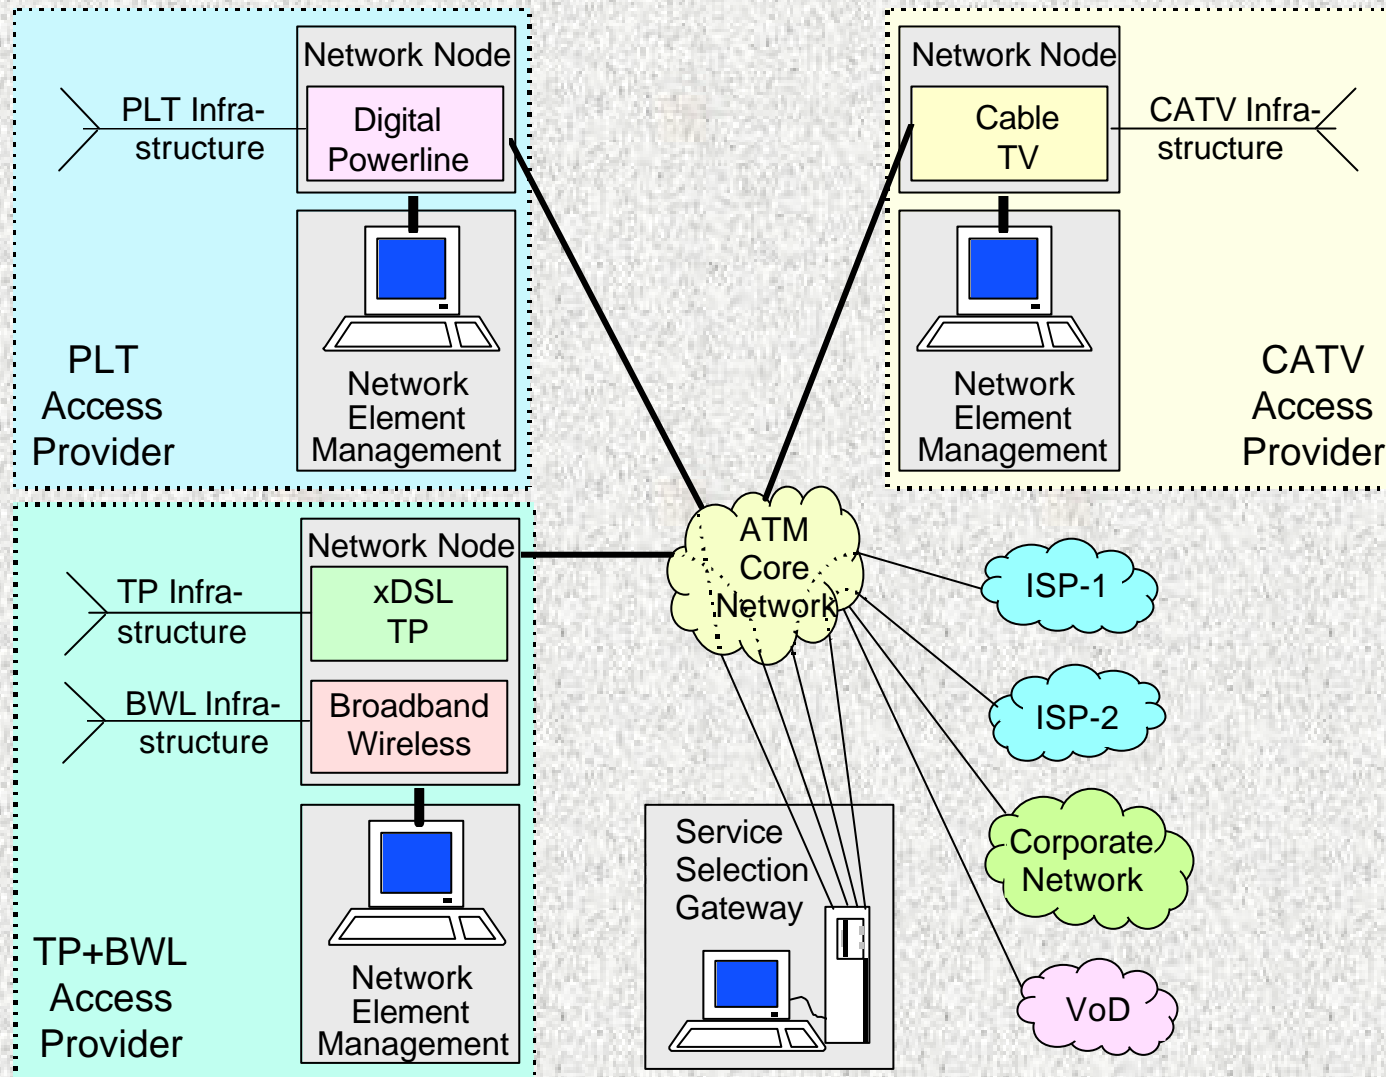 Network Node
PLT Infra-
structure
Digital
Powerline
Network
Element
Management
PLT
Access
Provider
Network Node
Cable
TV
CATV Infra-
structure
Network
Element
Management
CATV
Access
Provider
Network Node
TP Infra-
structure
xDSL
TP
BWL Infra-
structure
Broadband
Wireless
Network
Element
Management
TP+BWL
Access
Provider
ATM
Core
Network
ISP-1
ISP-2
Corporate
Network
VoD
Service
Selection
Gateway